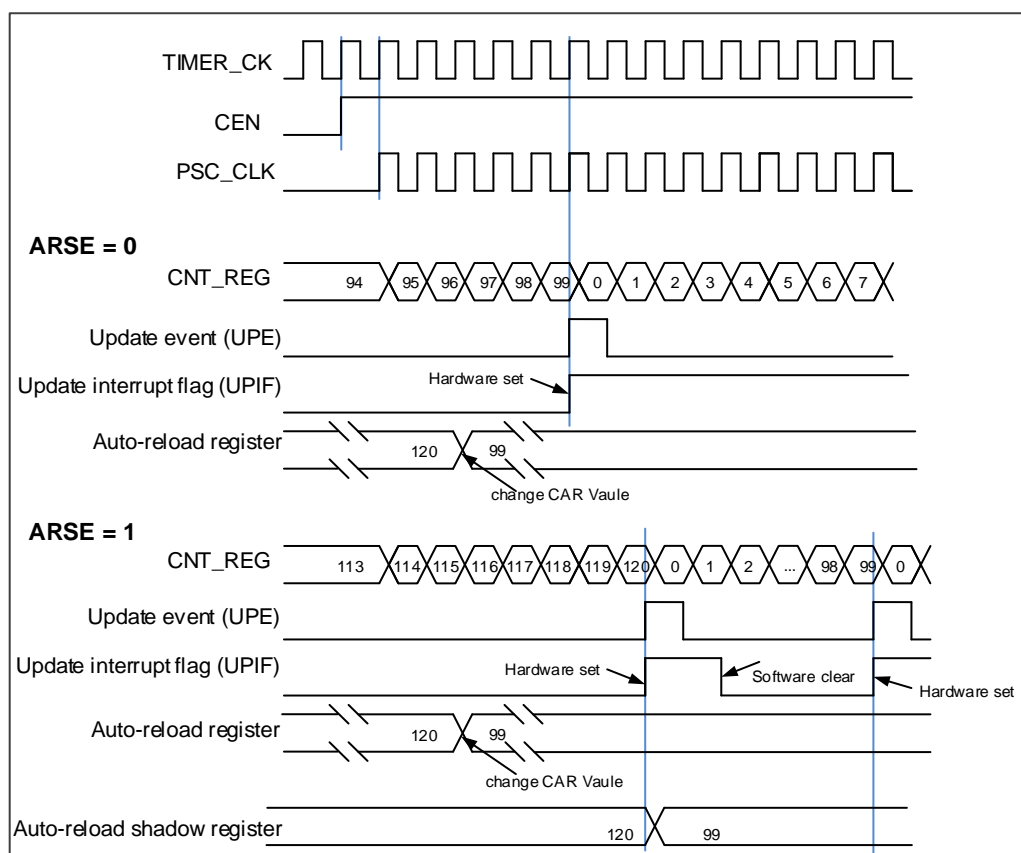 TIMER_CK
CEN
PSC_CLK
ARSE = 0
CNT_REG 94 95 96 97 98 99 0 1 2 3 4 5 6 7
Update event (UPE)
Update interrupt flag (UPIF) Hardware set
Auto-reload register 120 99
change CAR Vaule
ARSE = 1
CNT_REG 113 114 115 116 117 118 119 120 0 1 2 ... 98 99 0
Update event (UPE)
Update interrupt flag (UPIF) Hardware set Software clear Hardware set
Auto-reload register 120 99
change CAR Vaule
Auto-reload shadow register 120 99